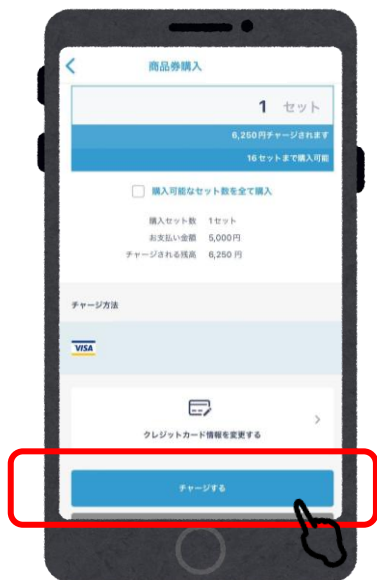 商品券購入
1 セット
6,250円チャージされます
16セットまで購入可能
購入可能なセット数を全て購入
購入セット数 1セット
お支払い金額 5,000円
チャージされる残高 6,250 円
チャージ方法
VISA
クレジットカード情報を変更する
チャージする